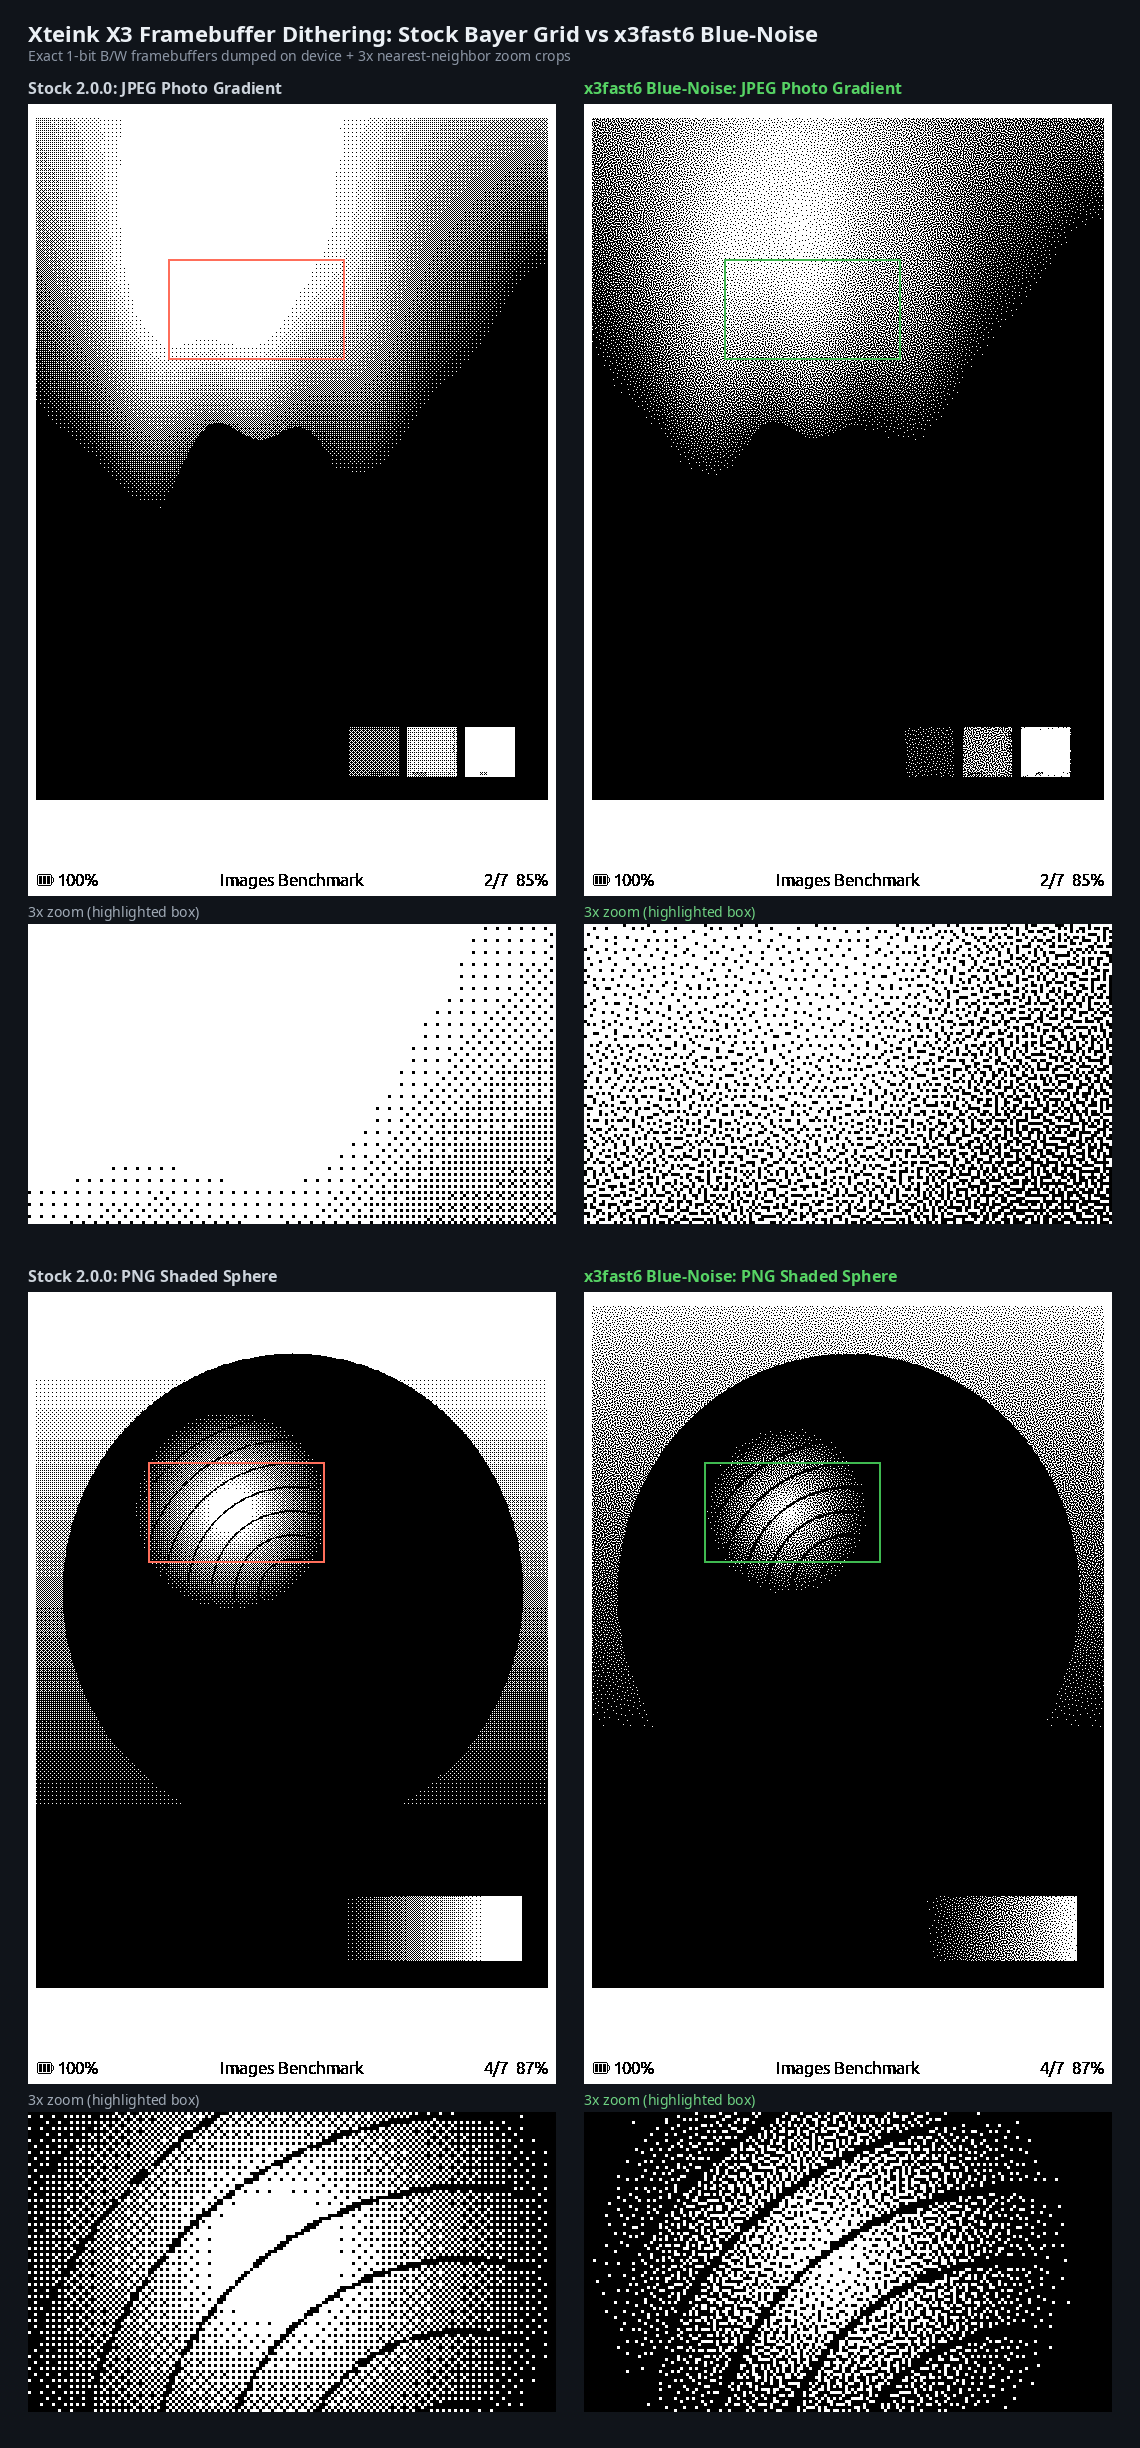 Xteink X3 Framebuffer Dithering: Stock Bayer Grid vs x3fast6 Blue-Noise
Exact 1-bit B/W framebuffers dumped on device + 3x nearest-neighbor zoom crops
Stock 2.0.0: JPEG Photo Gradient
x3fast6 Blue-Noise: JPEG Photo Gradient
100% Images Benchmark 2/7 85%
100% Images Benchmark 2/7 85%
3x zoom (highlighted box)
3x zoom (highlighted box)
Stock 2.0.0: PNG Shaded Sphere
x3fast6 Blue-Noise: PNG Shaded Sphere
100% Images Benchmark 4/7 87%
100% Images Benchmark 4/7 87%
3x zoom (highlighted box)
3x zoom (highlighted box)